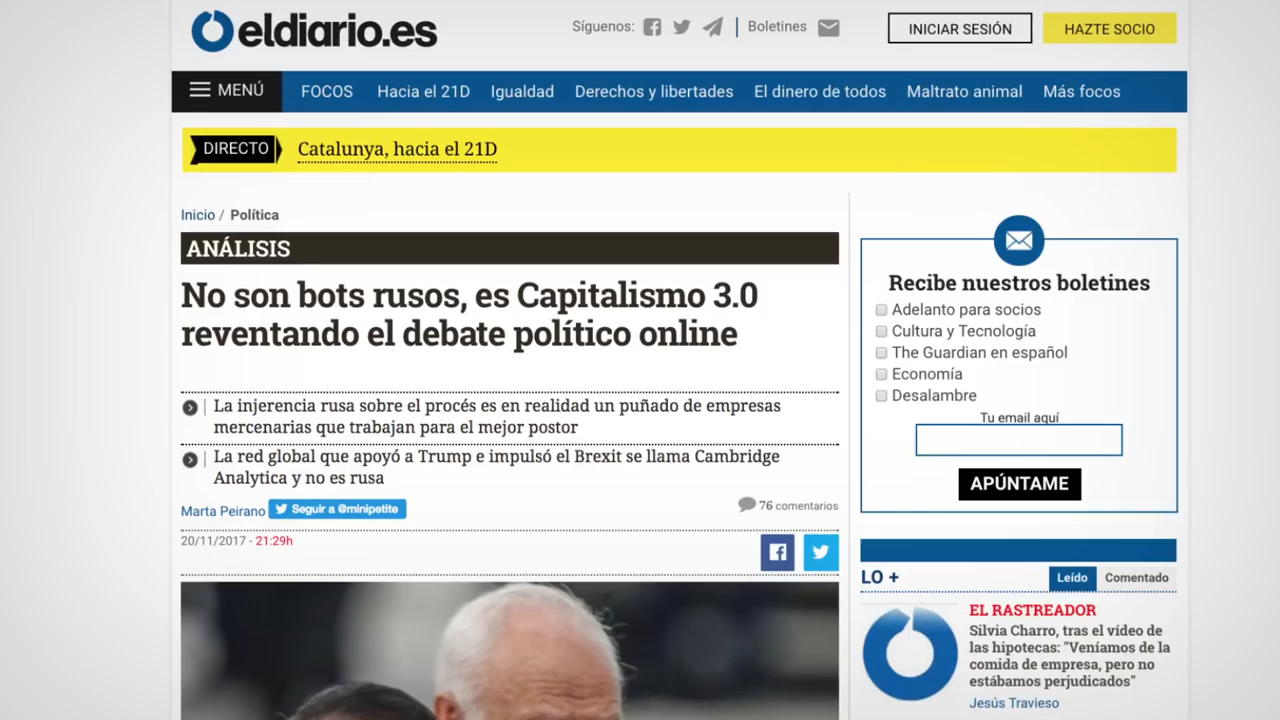 eldiario.es
Síguenos:
Boletines
INICIAR SESIÓN
HAZTE SOCIO
MENÚ
FOCOS
Hacia el 21D
Igualdad
Derechos y libertades
El dinero de todos
Maltrato animal
Más focos
DIRECTO
Catalunya, hacia el 21D
Inicio / Política
ANÁLISIS
No son bots rusos, es Capitalismo 3.0
reventando el debate político online
La injerencia rusa sobre el procés es en realidad un puñado de empresas
mercenarias que trabajan para el mejor postor
La red global que apoyó a Trump e impulsó el Brexit se llama Cambridge
Analytica y no es rusa
Marta Peirano
Seguir a @minipetite
76 comentarios
20/11/2017 - 21:29h
Recibe nuestros boletines
Adelanto para socios
Cultura y Tecnología
The Guardian en español
Economía
Desalambre
Tu email aquí
APÚNTAME
LO +
Leído
Comentado
EL RASTREADOR
Silvia Charro, tras el vídeo de
las hipotecas: "Veníamos de la
comida de empresa, pero no
estábamos perjudicados"
Jesús Travieso